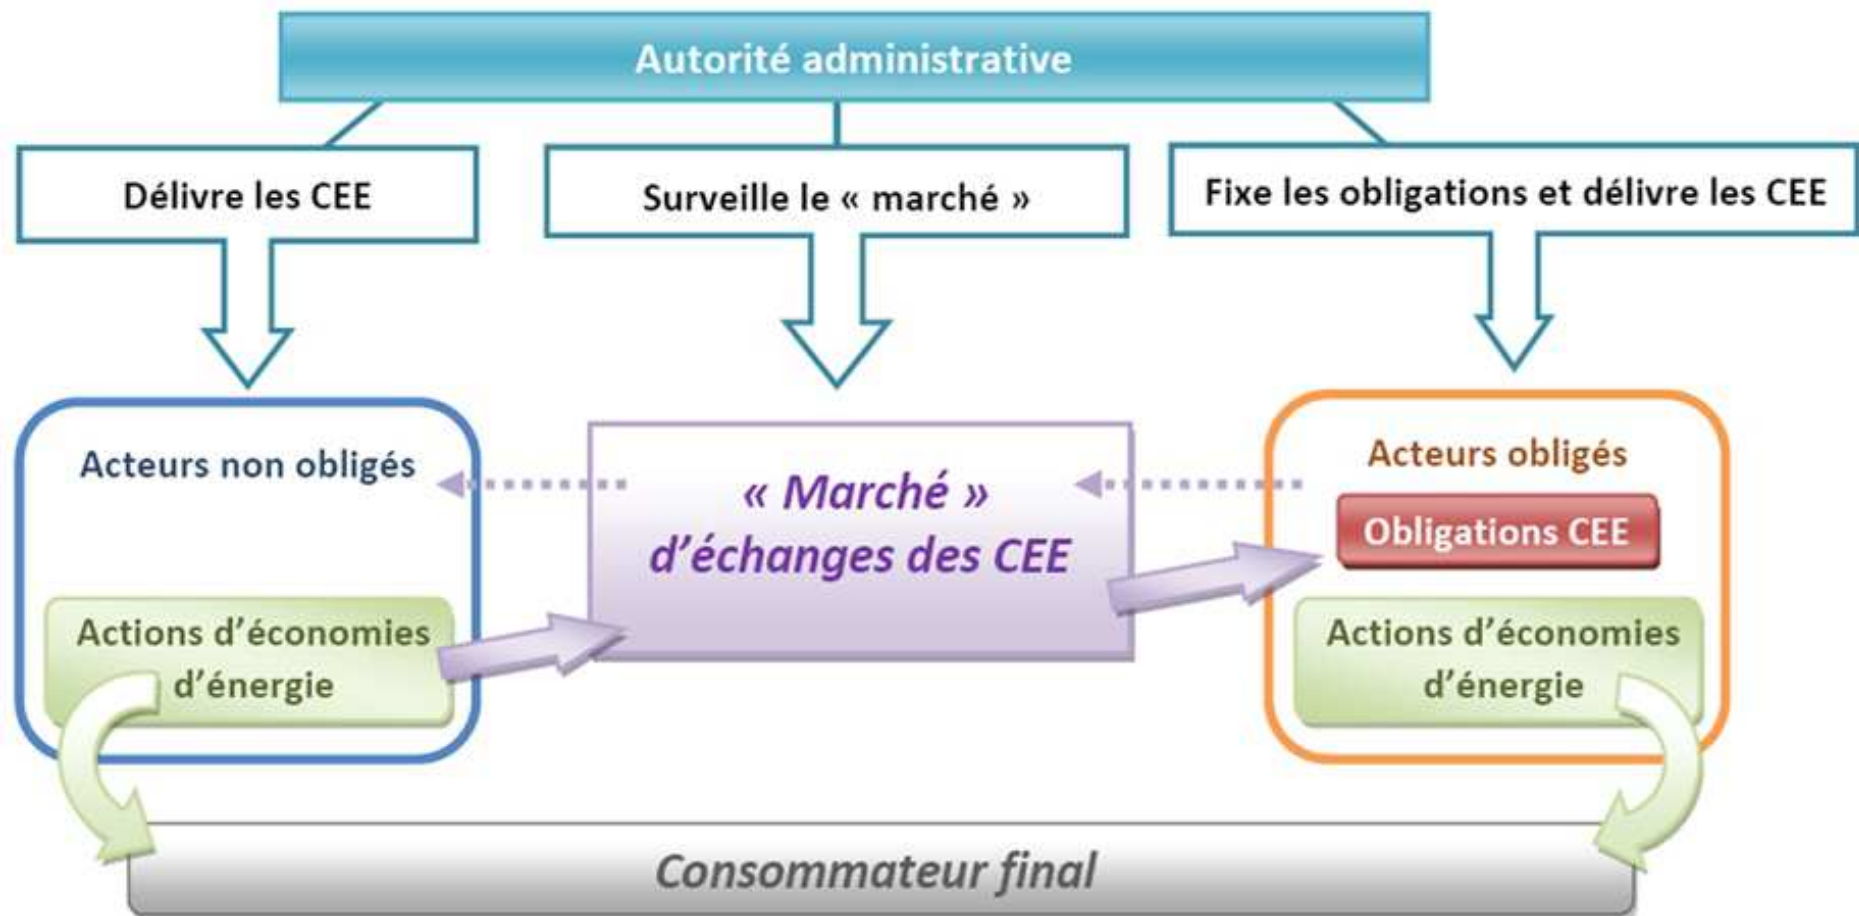 Autorité administrative
Délivre les CEE
Surveille le « marché »
Fixe les obligations et délivre les CEE
Acteurs non obligés
Actions d’économies
d’énergie
« Marché »
d’échanges des CEE
Acteurs obligés
Obligations CEE
Actions d’économies
d’énergie
Consommateur final